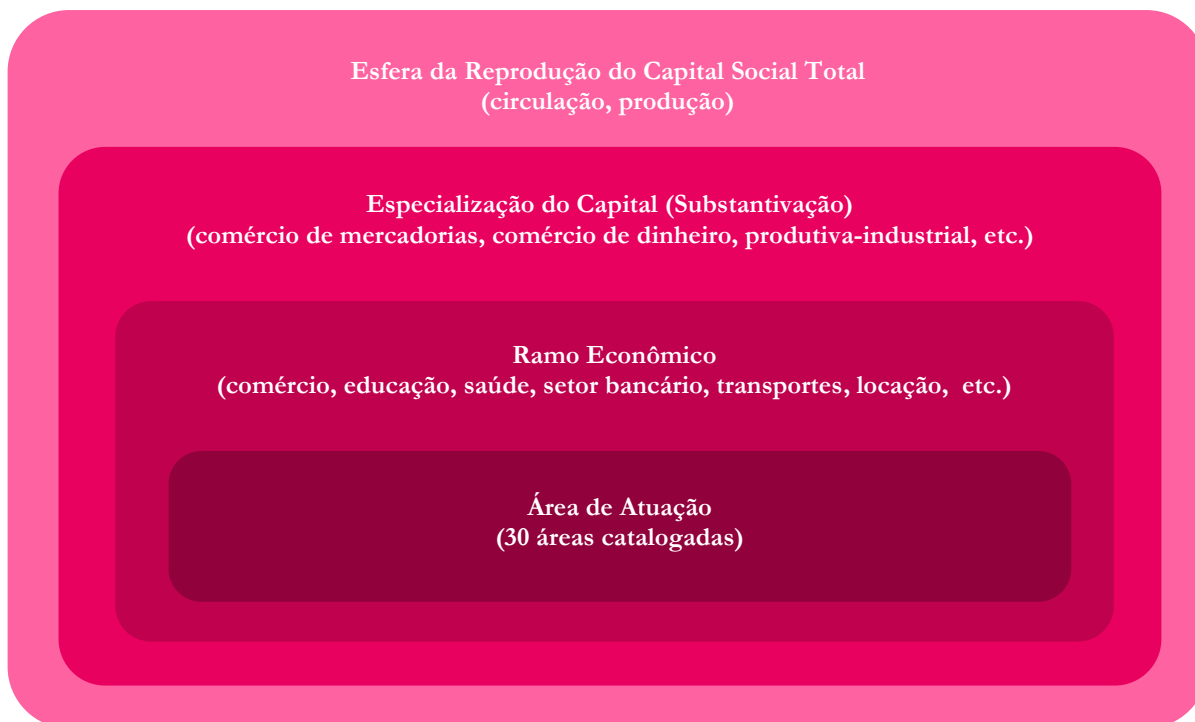 Esfera da Reprodução do Capital Social Total
(circulação, produção)
Especialização do Capital (Substantivação)
(comércio de mercadorias, comércio de dinheiro, produtiva-industrial, etc.)
Ramo Econômico
(comércio, educação, saúde, setor bancário, transportes, locação, etc.)
Área de Atuação
(30 áreas catalogadas)